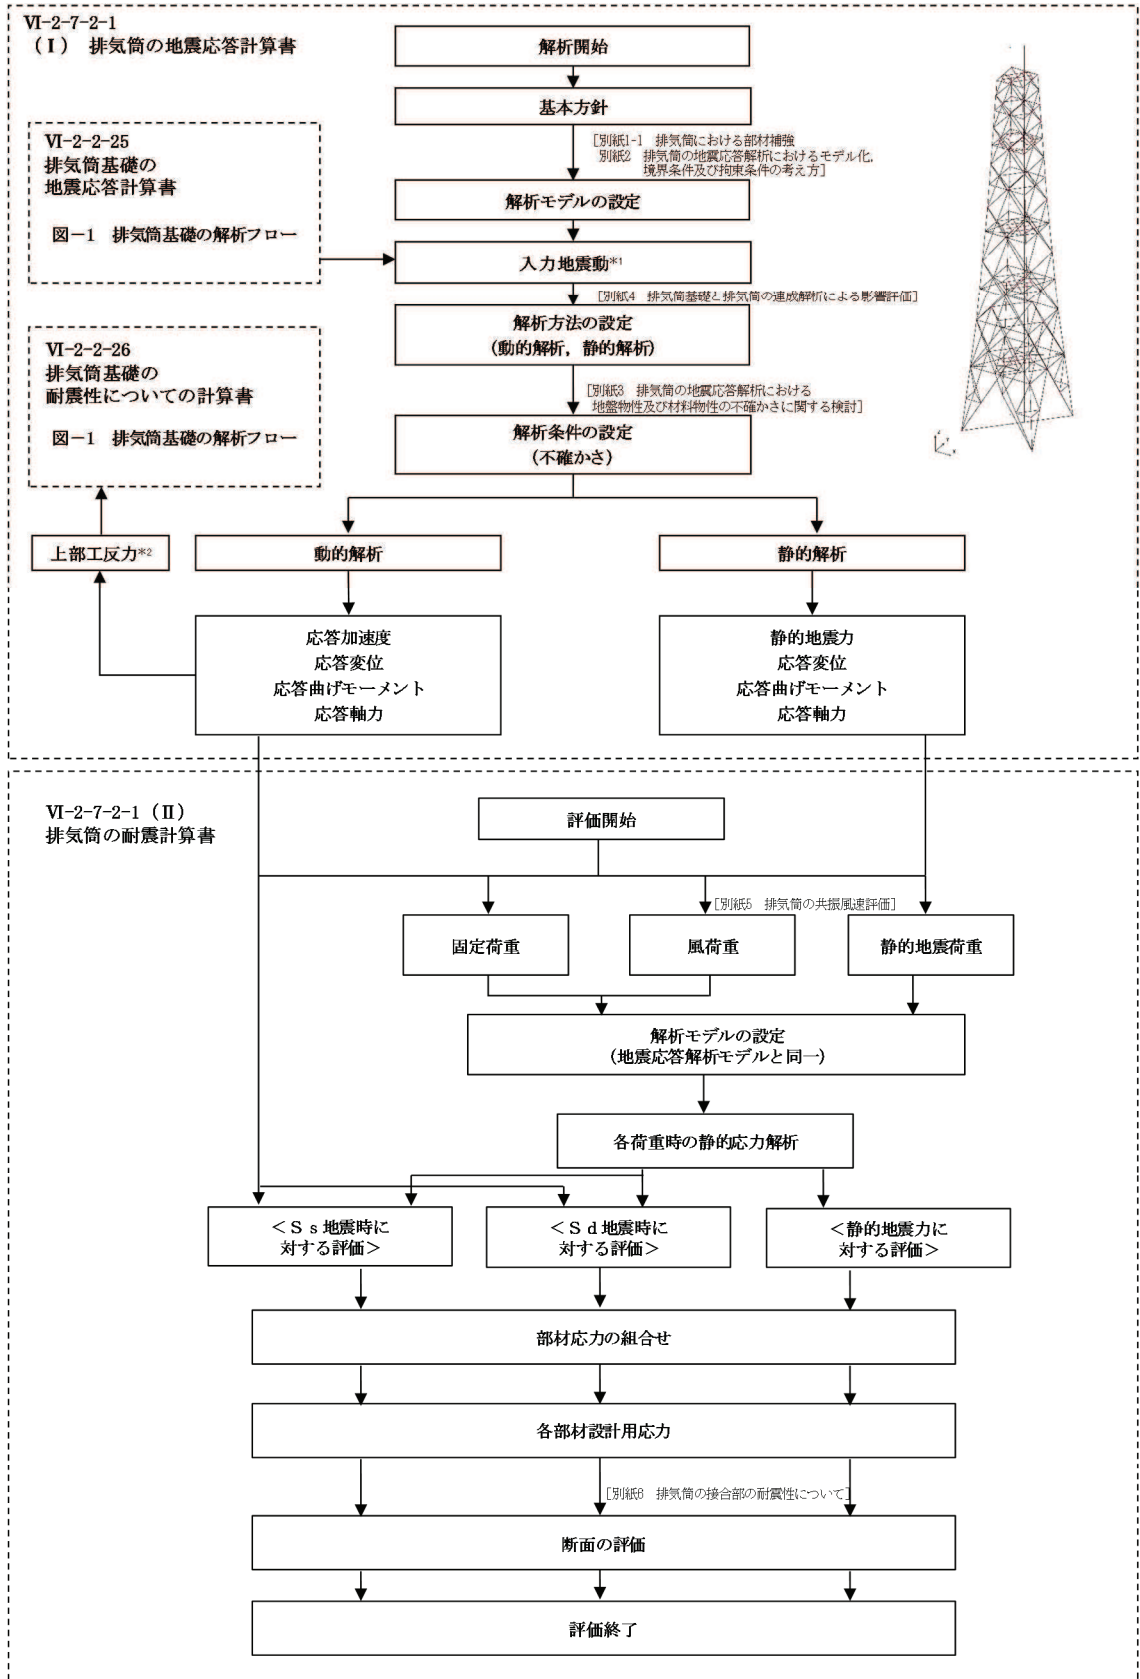 Ⅵ-2-7-2-1
（Ⅰ） 排気筒の地震応答計算書
解析開始
基本方針
[別紙1-1 排気筒における部材補強
別紙2 排気筒の地震応答解析におけるモデル化,
境界条件及び拘束条件の考え方]
Ⅵ-2-2-25
排気筒基礎の
地震応答計算書
図－1 排気筒基礎の解析フロー
解析モデルの設定
入力地震動*1
[別紙4 排気筒基礎と排気筒の連成解析による影響評価]
解析方法の設定
(動的解析，静的解析)
Ⅵ-2-2-26
排気筒基礎の
耐震性についての計算書
図－1 排気筒基礎の解析フロー
[別紙3 排気筒の地震応答解析における
地盤物性及び材料物性の不確かさに関する検討]
解析条件の設定
(不確かさ)
上部工反力*2
動的解析
静的解析
応答加速度
応答変位
応答曲げモーメント
応答軸力
静的地震力
応答変位
応答曲げモーメント
応答軸力
Ⅵ-2-7-2-1（Ⅱ）
排気筒の耐震計算書
評価開始
[別紙5 排気筒の共振風速評価]
固定荷重
風荷重
静的地震荷重
解析モデルの設定
(地震応答解析モデルと同一)
各荷重時の静的応力解析
＜Ｓｓ地震時に
対する評価＞
＜Ｓｄ地震時に
対する評価＞
＜静的地震力に
対する評価＞
部材応力の組合せ
各部材設計用応力
[別紙6 排気筒の接合部の耐震性について]
断面の評価
評価終了